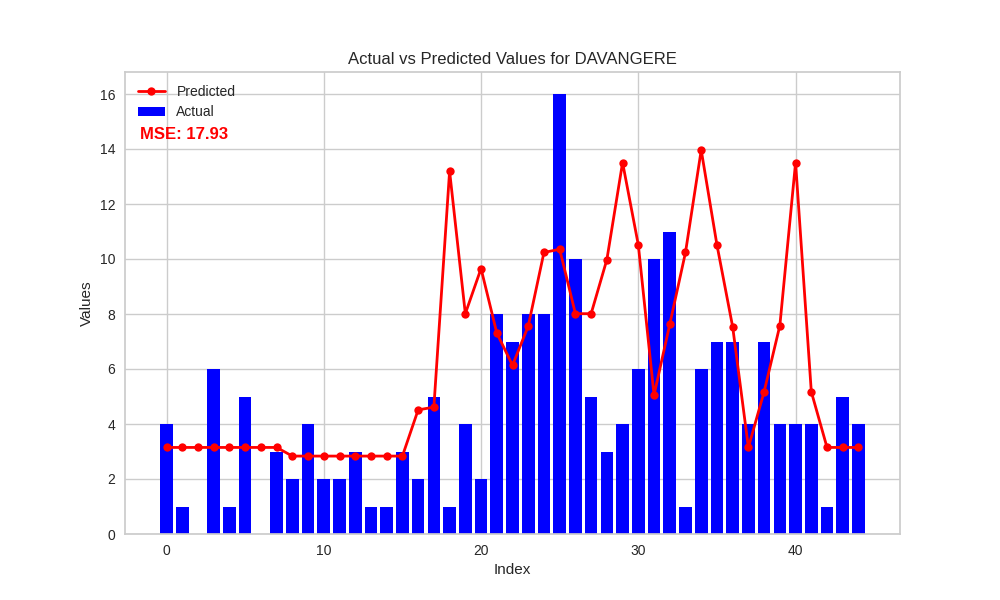 Actual vs Predicted Values for DAVANGERE
Predicted
Actual
MSE: 17.93
Values
16
14
12
10
8
6
4
2
0
0 10 20 30 40
Index